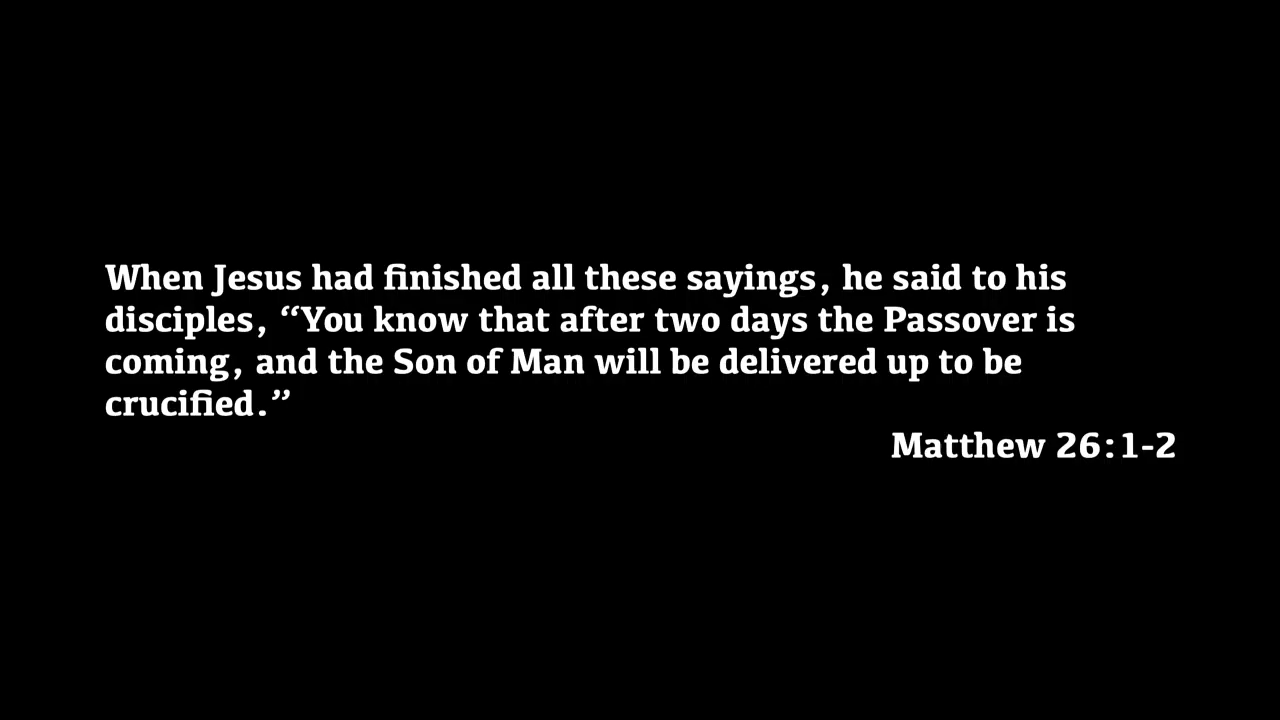 When Jesus had finished all these sayings, he said to his
disciples, “You know that after two days the Passover is
coming, and the Son of Man will be delivered up to be
crucified.”
Matthew 26:1-2